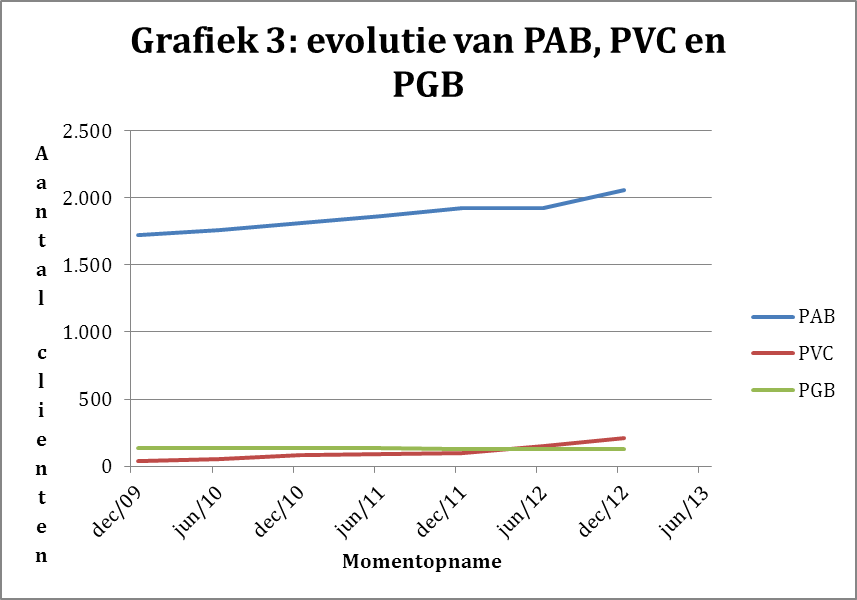 Grafiek 3: evolutie van PAB, PVC en
PGB
Aantal clienten
2.500
2.000
1.500
1.000
500
0
dec/09
jun/10
dec/10
jun/11
dec/11
jun/12
dec/12
jun/13
Momentopname
PAB
PVC
PGB